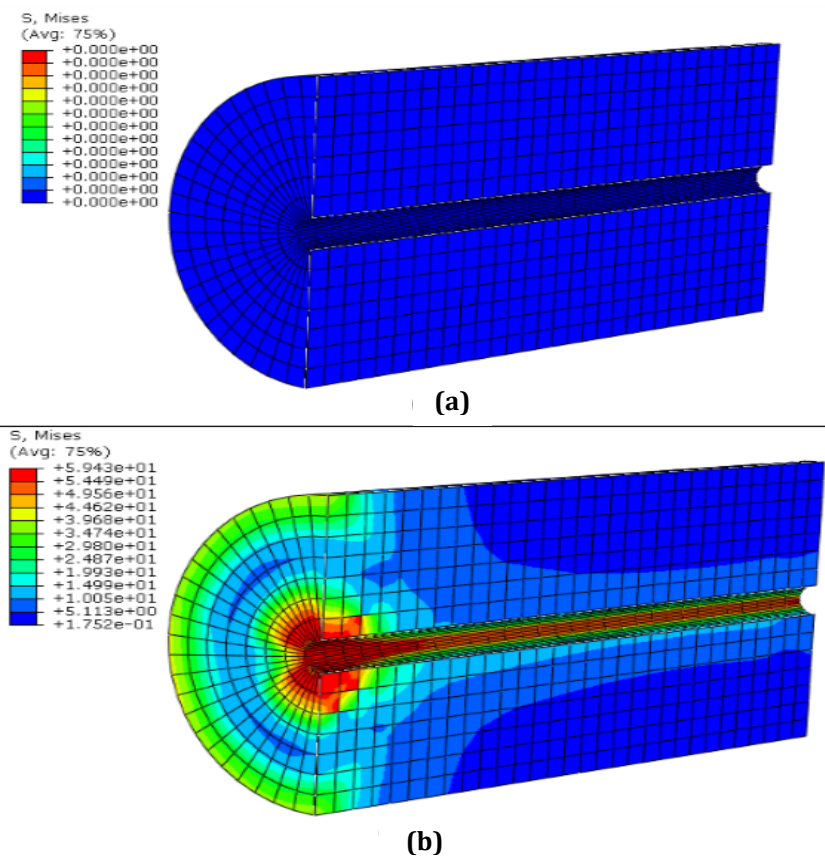 S, Mises
(Avg: 75%)
+0.000e+00
+0.000e+00
+0.000e+00
+0.000e+00
+0.000e+00
+0.000e+00
+0.000e+00
+0.000e+00
+0.000e+00
+0.000e+00
+0.000e+00
+0.000e+00
+0.000e+00
(a)
S, Mises
(Avg: 75%)
+5.943e+01
+5.449e+01
+4.956e+01
+4.462e+01
+3.968e+01
+3.474e+01
+2.980e+01
+2.487e+01
+1.993e+01
+1.499e+01
+1.005e+01
+5.113e+00
+1.752e-01
(b)